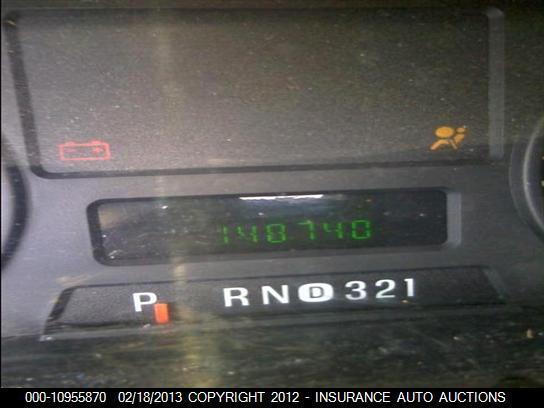 148740
P R N D 3 2 1
000-10955870 02/18/2013 COPYRIGHT 2012 - INSURANCE AUTO AUCTIONS